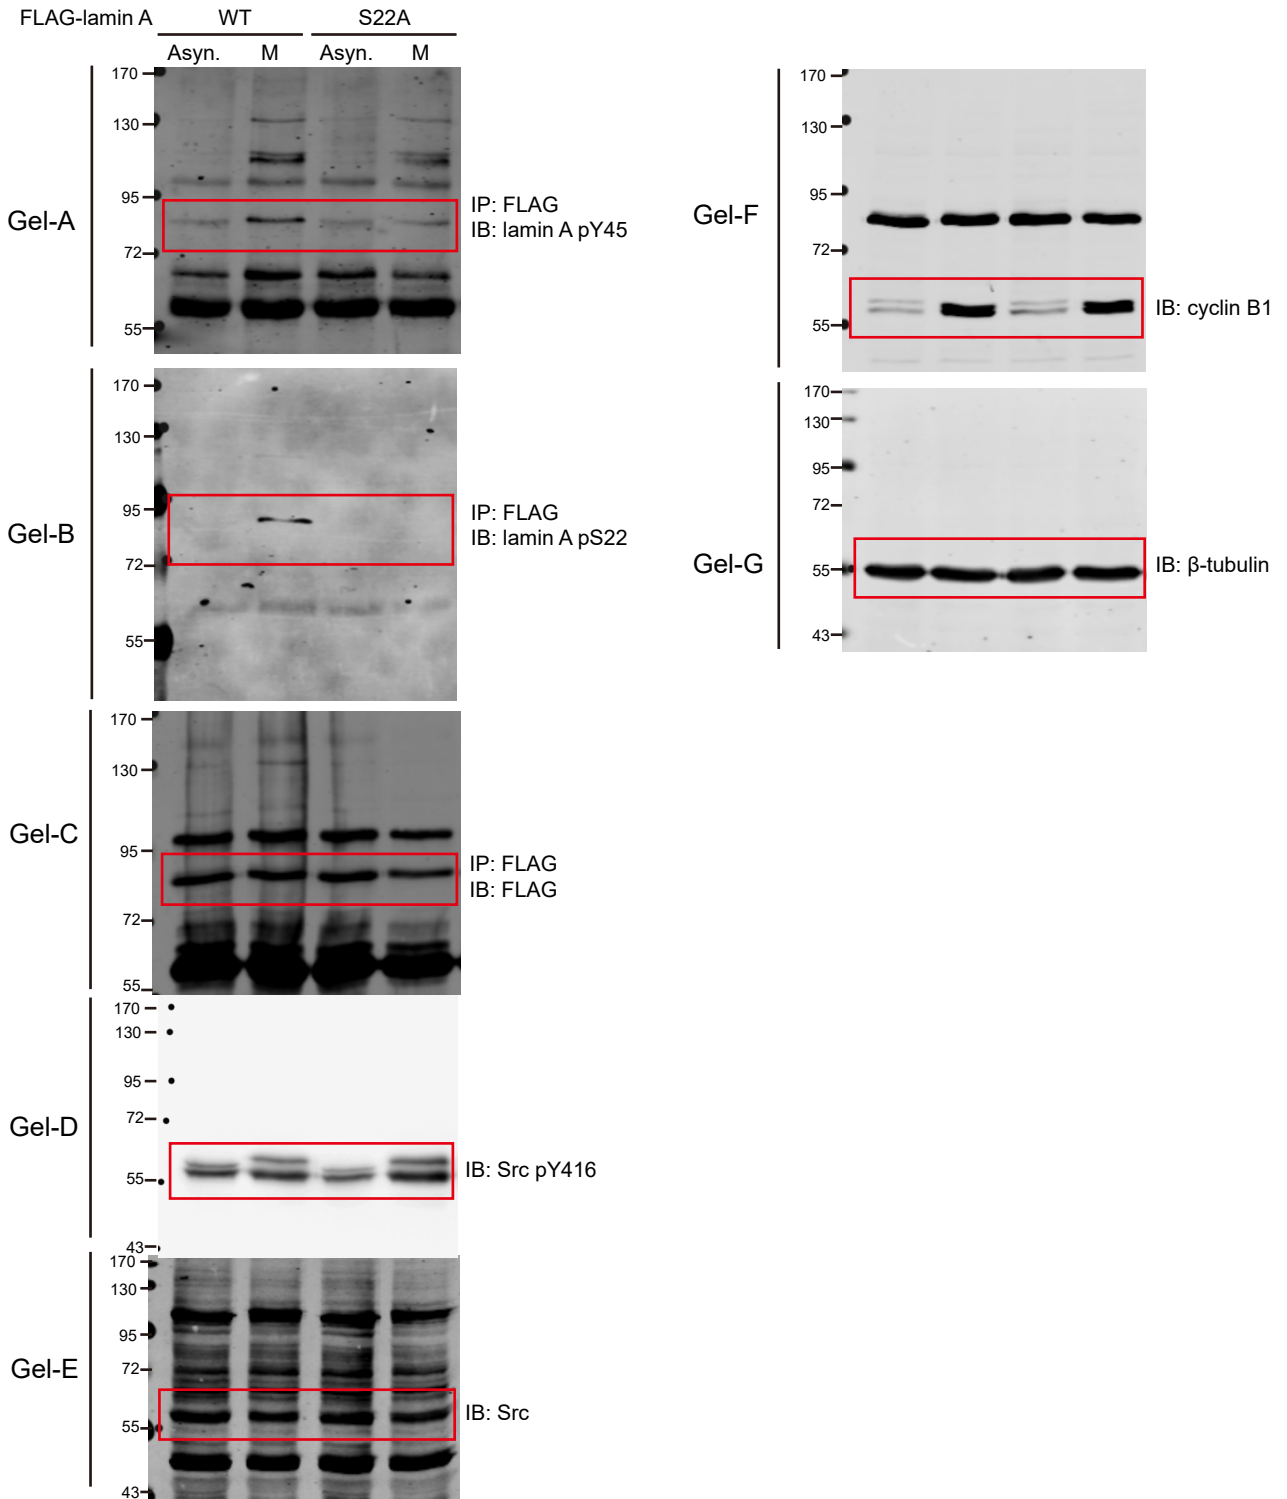 FLAG-lamin A WT S22A
Asyn. M Asyn. M
Gel-A
170
130
95
72
55
IP: FLAG
IB: lamin A pY45
Gel-B
170
130
95
72
55
IP: FLAG
IB: lamin A pS22
Gel-C
170
130
95
72
55
IP: FLAG
IB: FLAG
Gel-D
170
130
95
72
55
43
IB: Src pY416
Gel-E
170
130
95
72
55
43
IB: Src
Gel-F
170
130
95
72
55
IB: cyclin B1
Gel-G
170
130
95
72
55
43
IB: β-tubulin